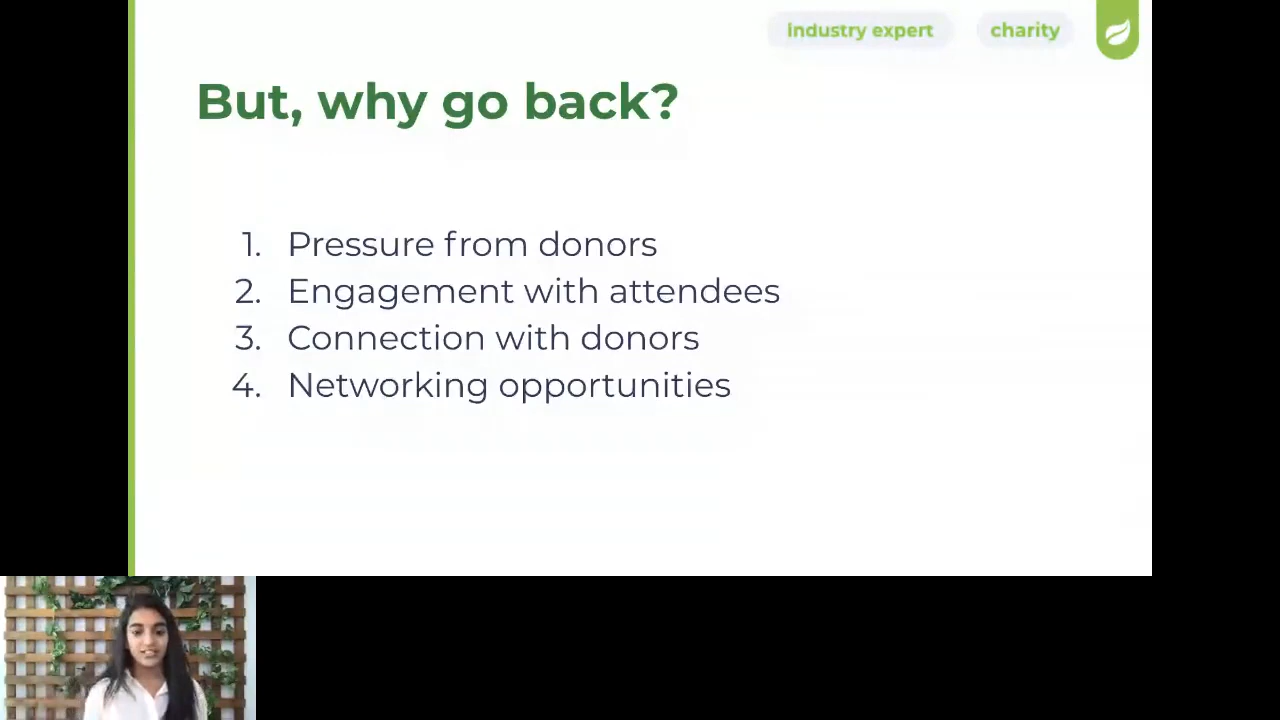 Industry expert charity
But, why go back?
1. Pressure from donors
2. Engagement with attendees
3. Connection with donors
4. Networking opportunities